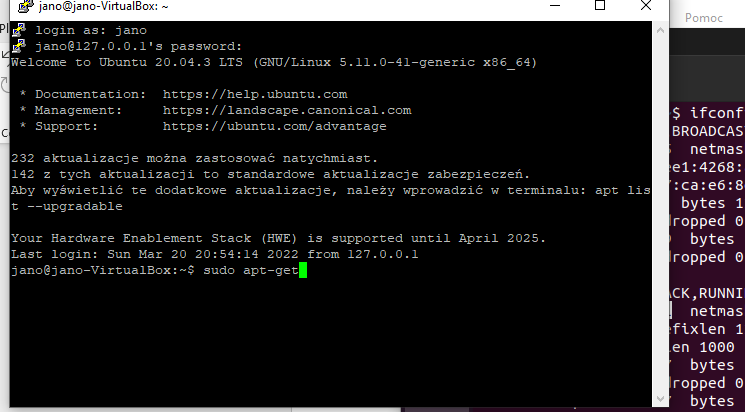 jano@jano-VirtualBox: ~
Pomoc
login as: jano
jano@127.0.0.1's password:
Welcome to Ubuntu 20.04.3 LTS (GNU/Linux 5.11.0-41-generic x86_64)
* Documentation:  https://help.ubuntu.com
* Management:     https://landscape.canonical.com
* Support:        https://ubuntu.com/advantage
232 aktualizacje można zastosować natychmiast.
142 z tych aktualizacji to standardowe aktualizacje zabezpieczeń.
Aby wyświetlić te dodatkowe aktualizacje, należy wprowadzić w terminalu: apt lis
t --upgradable
Your Hardware Enablement Stack (HWE) is supported until April 2025.
Last login: Sun Mar 20 20:54:14 2022 from 127.0.0.1
jano@jano-VirtualBox:~$ sudo apt-get
$ ifconf
BROADCAS
netmas
ee1:4268:
:ca:e6:8
bytes 1
dropped 0
bytes
dropped 0
ACK,RUNNI
netmas
efixlen 1
len 1000
bytes
dropped 0
bytes